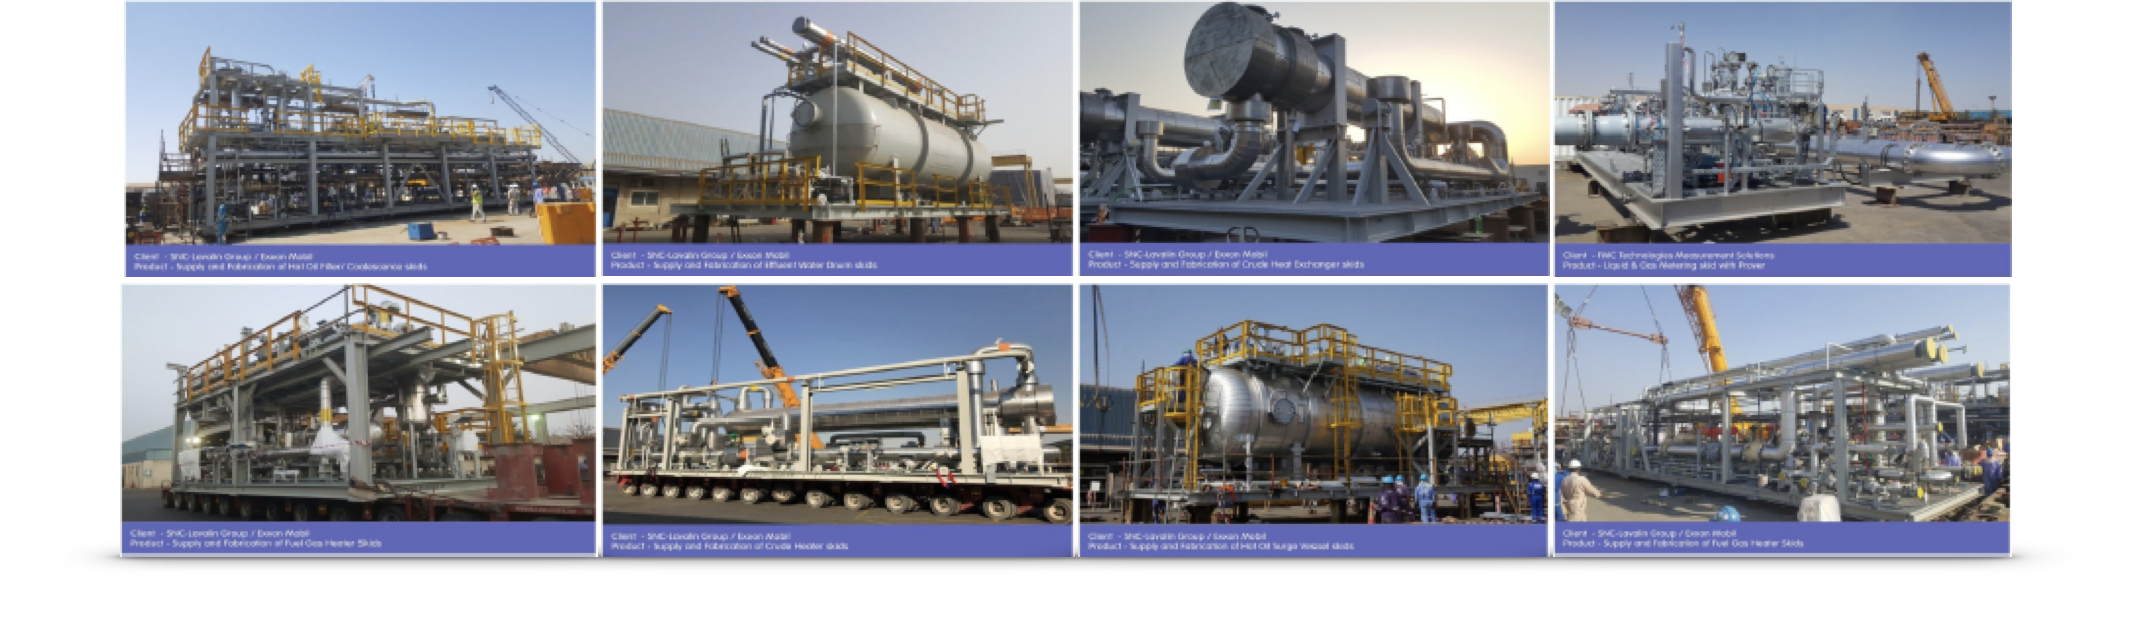 Client - SNC-Lavalin Group / Exxon Mobil
Product - Supply and Fabrication of Hot Oil Filter/ Coalescence skids
Client - SNC-Lavalin Group / Exxon Mobil
Product - Supply and Fabrication of Effluent Water Drum skids
Client - SNC-Lavalin Group / Exxon Mobil
Product - Supply and Fabrication of Crude Heat Exchanger skids
Client - FMC Technologies Measurement Solutions
Product - Liquid & Gas Metering skid with Prover
Client - SNC-Lavalin Group / Exxon Mobil
Product - Supply and Fabrication of Fuel Gas Heater Skids
Client - SNC-Lavalin Group / Exxon Mobil
Product - Supply and Fabrication of Crude Heater skids
Client - SNC-Lavalin Group / Exxon Mobil
Product - Supply and Fabrication of Hot Oil Surge Vessel skids
Client - SNC-Lavalin Group / Exxon Mobil
Product - Supply and Fabrication of Fuel Gas Heater Skids